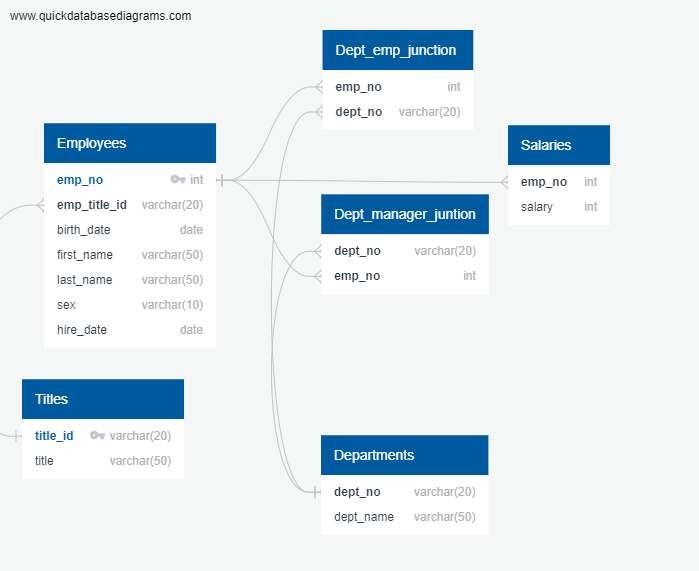 www.quickdatabasediagrams.com
Dept_emp_junction
emp_no int
dept_no varchar(20)
Employees
emp_no int
emp_title_id varchar(20)
birth_date date
first_name varchar(50)
last_name varchar(50)
sex varchar(10)
hire_date date
Salaries
emp_no int
salary int
Dept_manager_juntion
dept_no varchar(20)
emp_no int
Titles
title_id varchar(20)
title varchar(50)
Departments
dept_no varchar(20)
dept_name varchar(50)